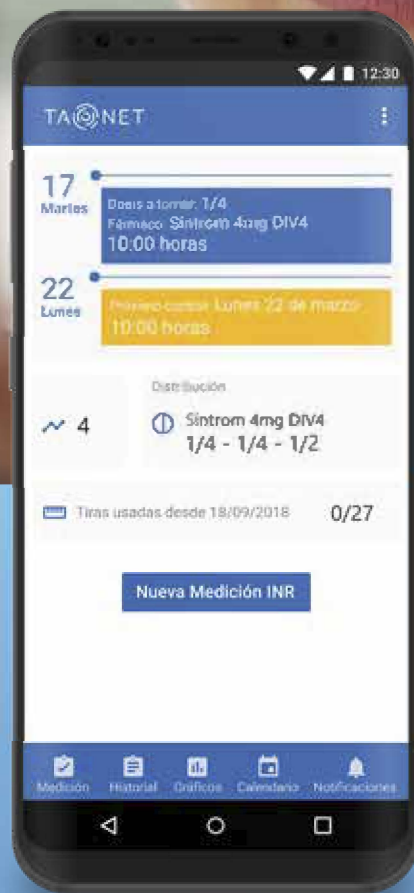 12:30
TA@NET
17
Martes
Dosis a tomar: 1/4
Fármaco: Sintrom 4mg DIV4
10:00 horas
22
Lunes
Próximo control: Lunes 22 de marzo
10:00 horas
4
Distribución
Sintrom 4mg DIV4
1/4 - 1/4 - 1/2
Tiras usadas desde 18/09/2018
0/27
Nueva Medición INR
Medición
Historial
Gráficos
Calendario
Notificaciones